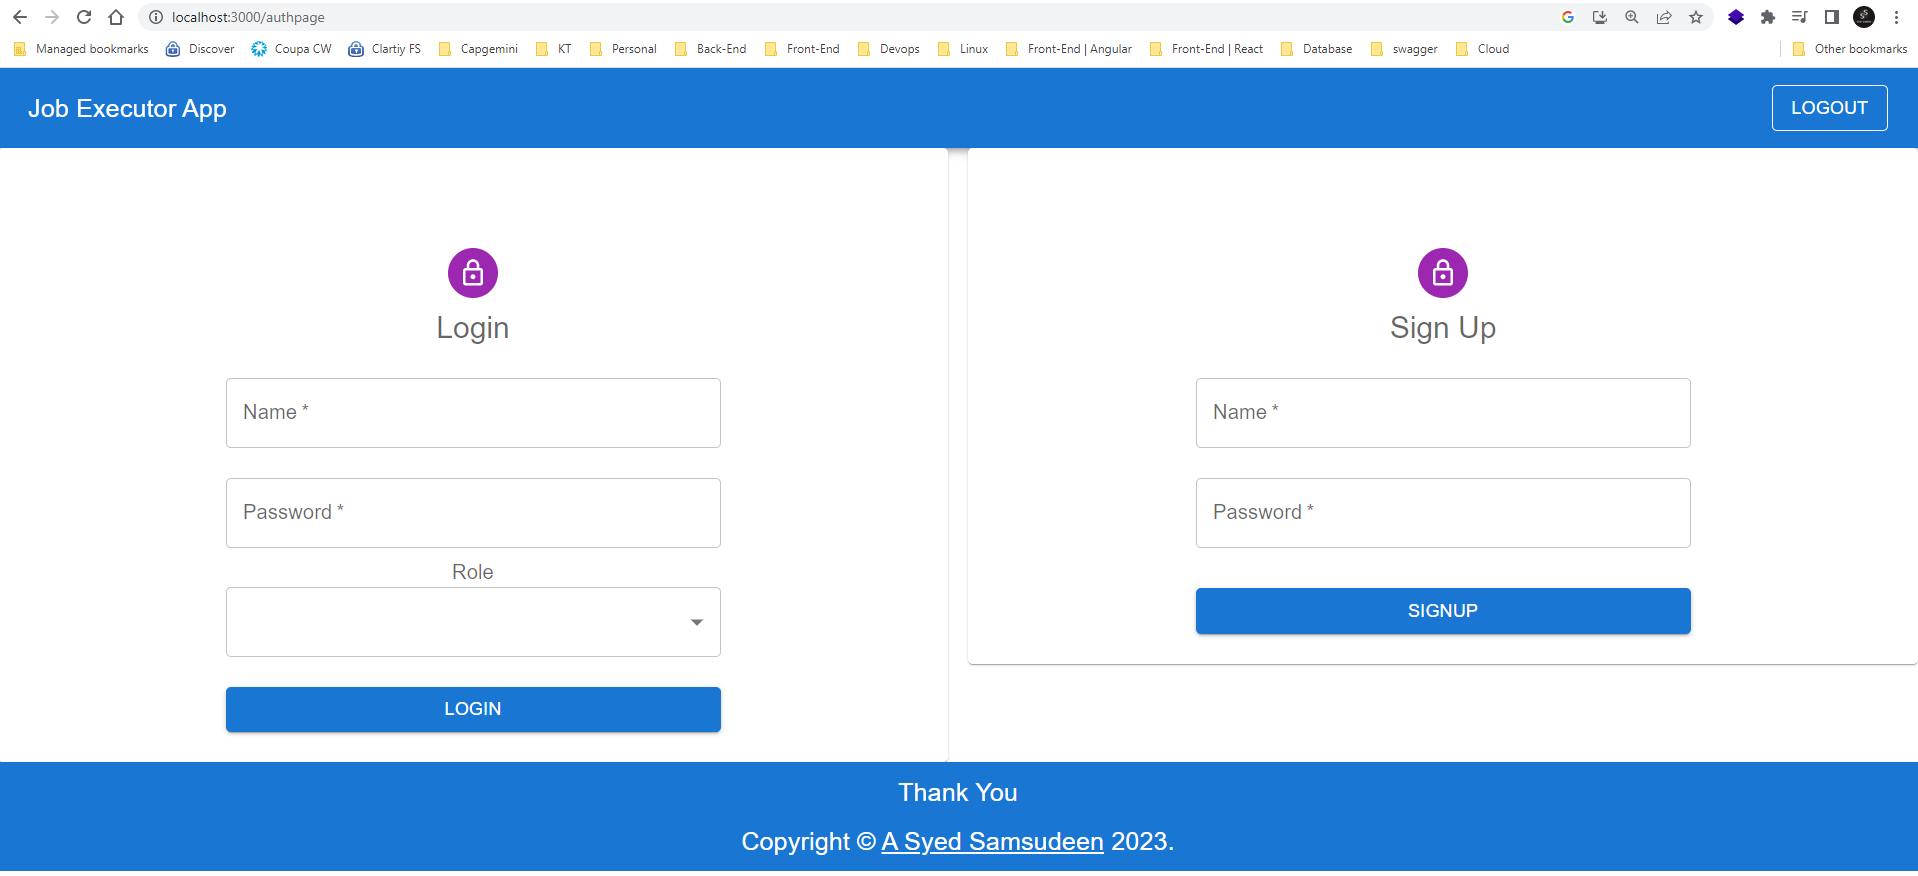 localhost:3000/authpage
Managed bookmarks Discover Coupa CW Clartiy FS Capgemini KT Personal Back-End Front-End Devops Linux Front-End | Angular Front-End | React Database swagger Cloud Other bookmarks
Job Executor App
LOGOUT
Login
Name *
Password *
Role
LOGIN
Sign Up
Name *
Password *
SIGNUP
Thank You
Copyright © A Syed Samsudeen 2023.